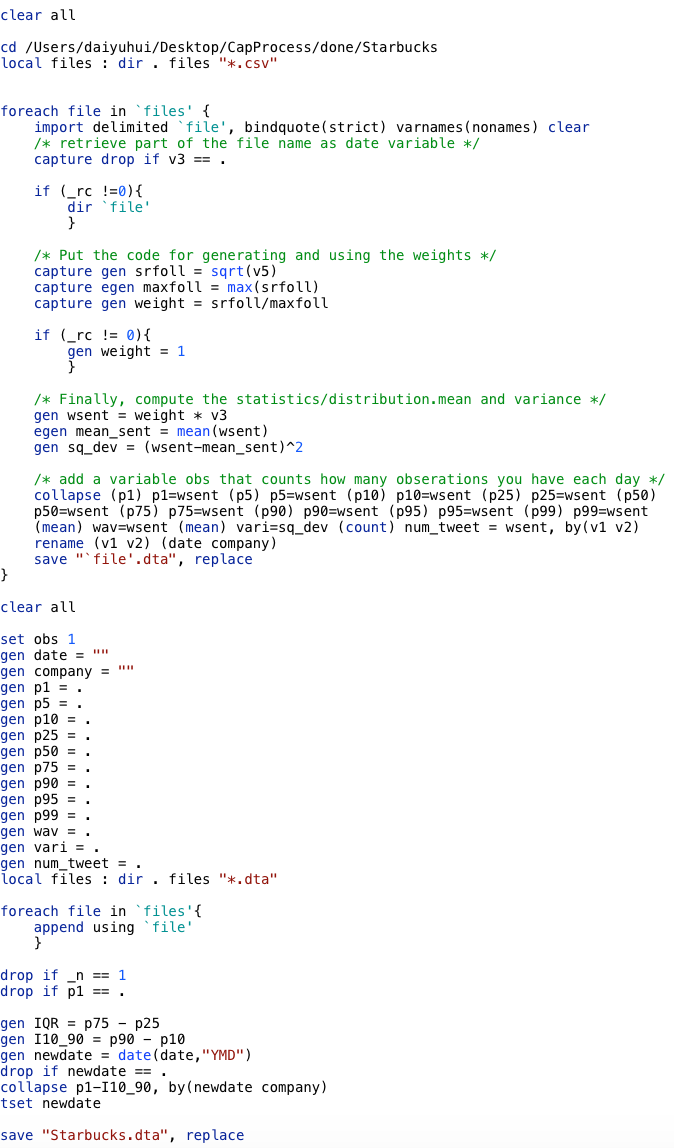 clear all
cd /Users/daiyuhui/Desktop/CapProcess/done/Starbucks
local files : dir . files "*.csv"
foreach file in `files' {
import delimited `file', bindquote(strict) varnames(nonames) clear
/* retrieve part of the file name as date variable */
capture drop if v3 == .
if (_rc !=0){
dir `file'
}
/* Put the code for generating and using the weights */
capture gen srfoll = sqrt(v5)
capture egen maxfoll = max(srfoll)
capture gen weight = srfoll/maxfoll
if (_rc != 0){
gen weight = 1
}
/* Finally, compute the statistics/distribution.mean and variance */
gen wsent = weight * v3
egen mean_sent = mean(wsent)
gen sq_dev = (wsent-mean_sent)^2
/* add a variable obs that counts how many obserations you have each day */
collapse (p1) p1=wsent (p5) p5=wsent (p10) p10=wsent (p25) p25=wsent (p50)
p50=wsent (p75) p75=wsent (p90) p90=wsent (p95) p95=wsent (p99) p99=wsent
(mean) wav=wsent (mean) vari=sq_dev (count) num_tweet = wsent, by(v1 v2)
rename (v1 v2) (date company)
save "`file'.dta", replace
}
clear all
set obs 1
gen date = ""
gen company = ""
gen p1 = .
gen p5 = .
gen p10 = .
gen p25 = .
gen p50 = .
gen p75 = .
gen p90 = .
gen p95 = .
gen p99 = .
gen wav = .
gen vari = .
gen num_tweet = .
local files : dir . files "*.dta"
foreach file in `files'{
append using `file'
}
drop if _n == 1
drop if p1 == .
gen IQR = p75 - p25
gen I10_90 = p90 - p10
gen newdate = date(date,"YMD")
drop if newdate == .
collapse p1-I10_90, by(newdate company)
tset newdate
save "Starbucks.dta", replace